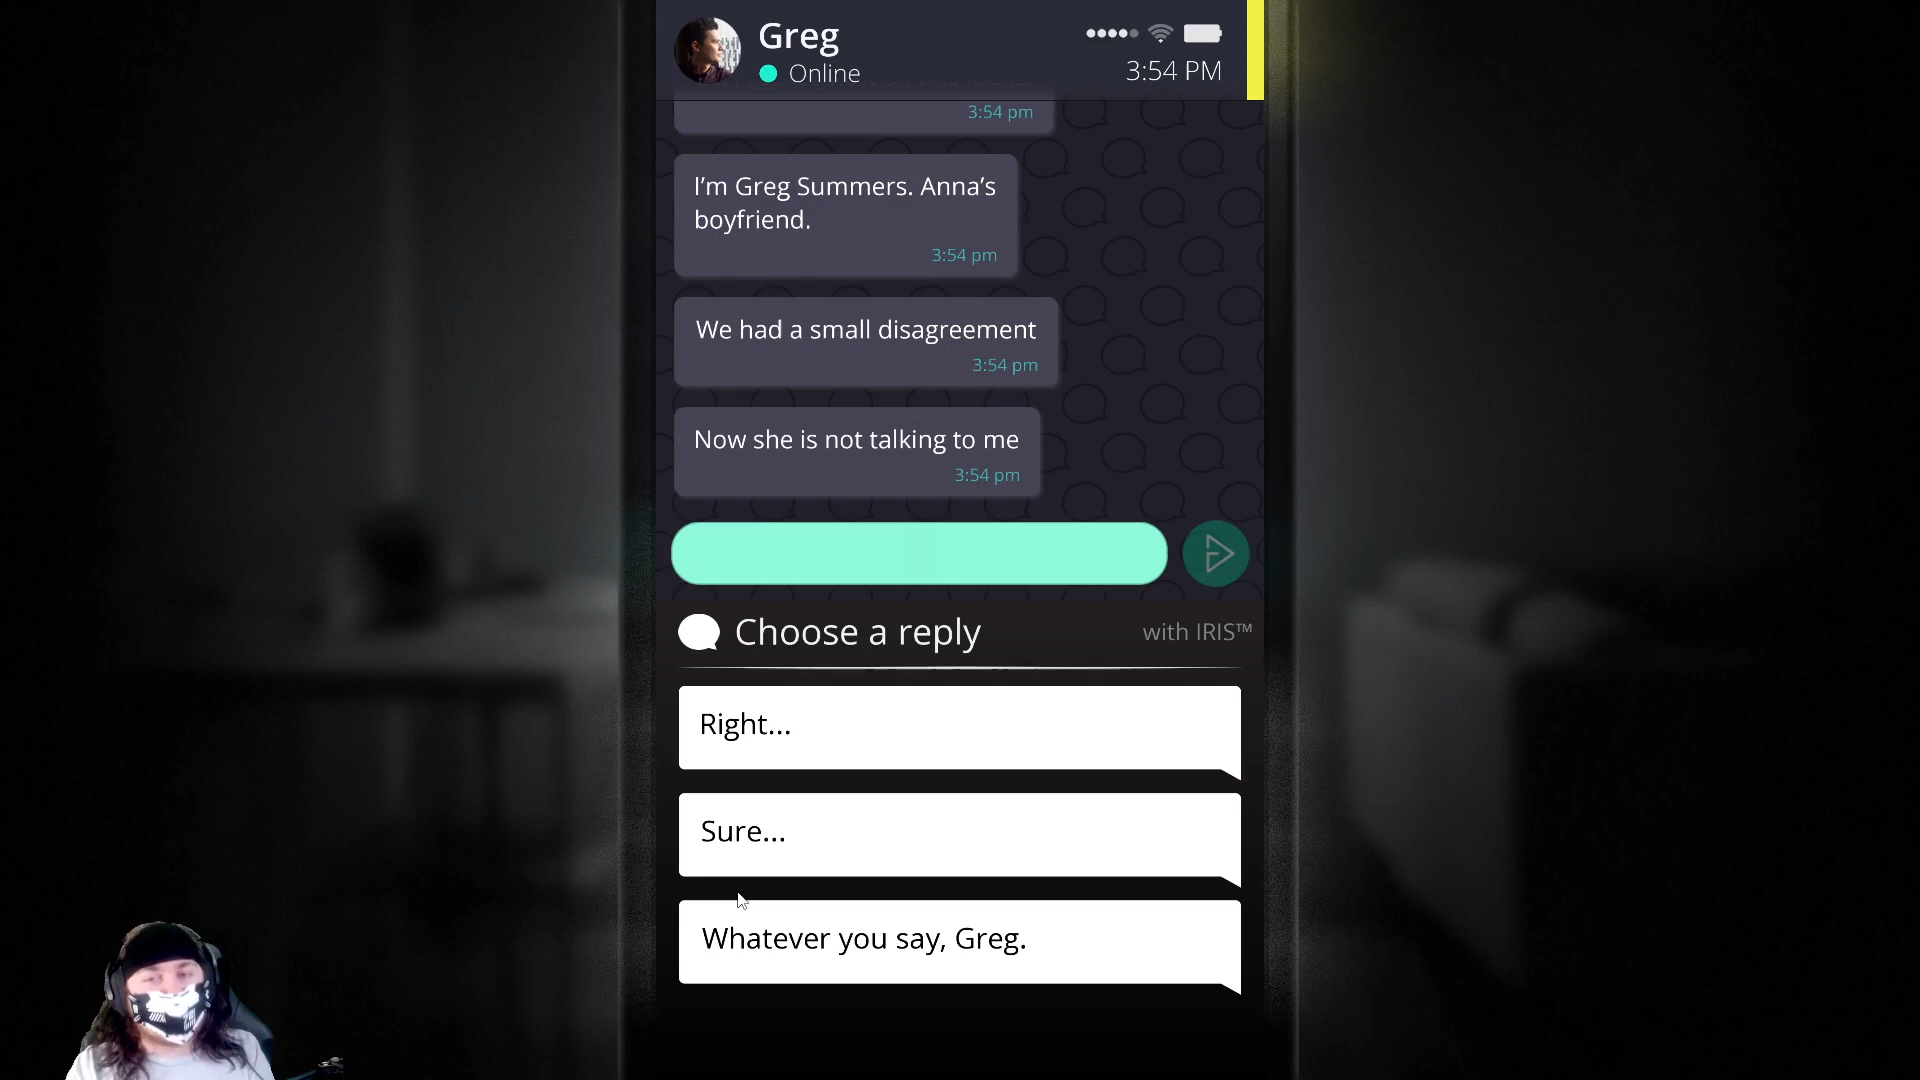 Greg
Online
3:54 PM
3:54 pm
I'm Greg Summers. Anna's
boyfriend.
3:54 pm
We had a small disagreement
3:54 pm
Now she is not talking to me
3:54 pm
Choose a reply
with IRIS™
Right...
Sure...
Whatever you say, Greg.